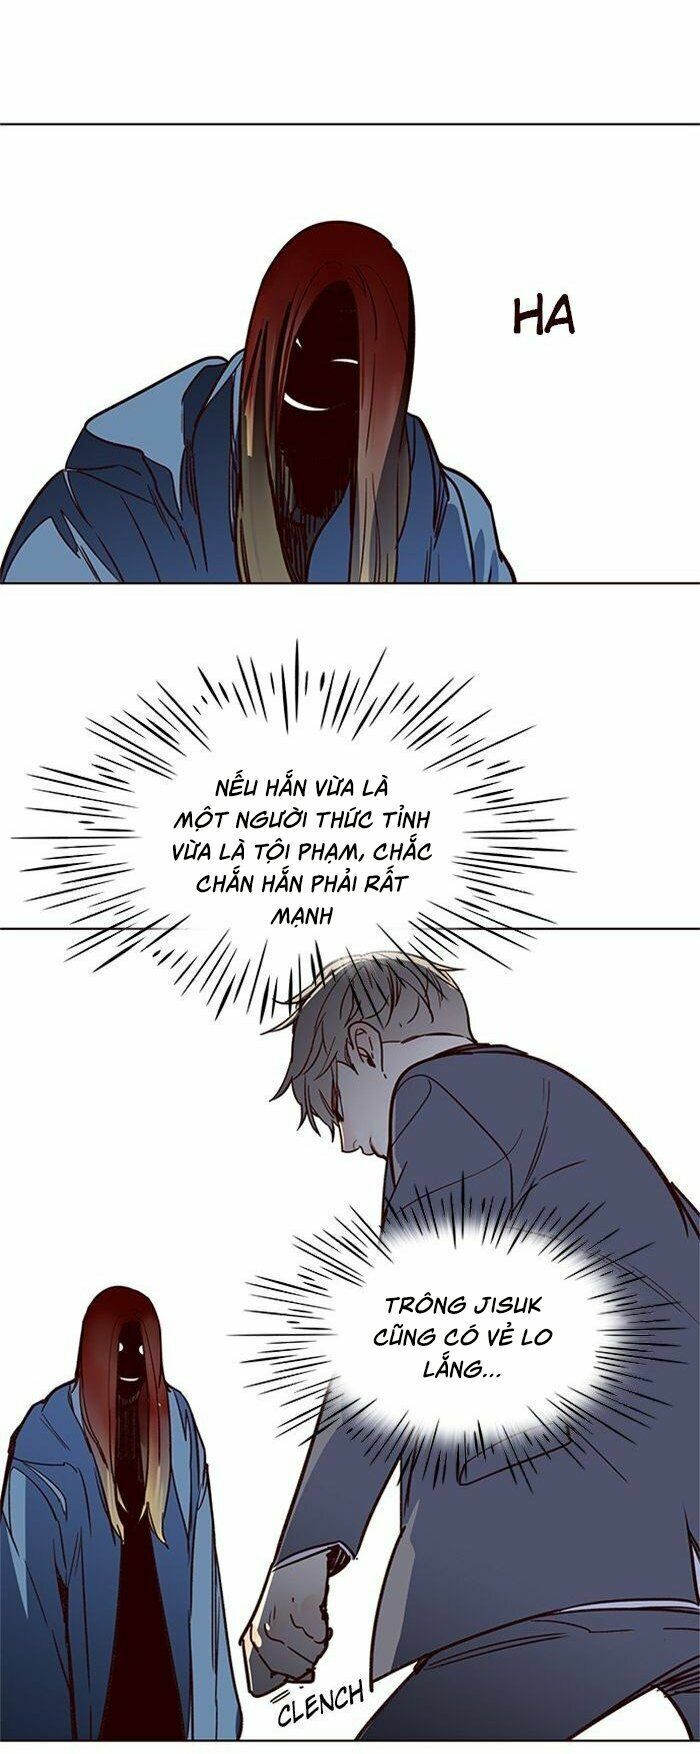 HA
NẾU HẮN VỪA LÀ
MỘT NGƯỜI THỨC TỈNH
VỪA LÀ TỘI PHẠM, CHẮC
CHẮN HẮN PHẢI RẤT
MẠNH
TRÔNG JISUK
CŨNG CÓ VẺ LO
LẮNG...
CLENCH